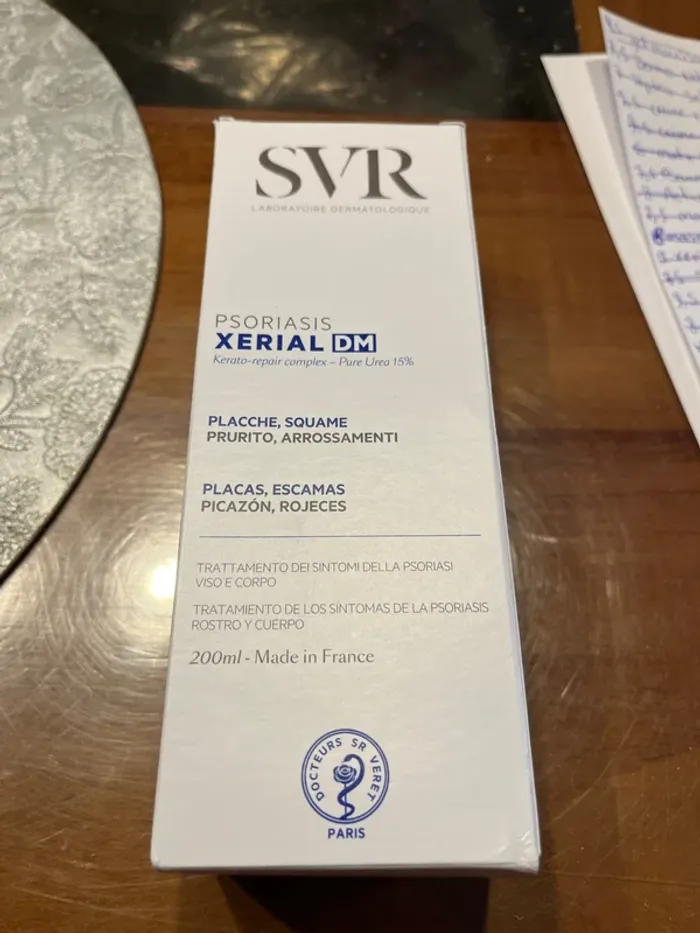 SVR
LABORATOIRE DERMATOLOGIQUE
PSORIASIS
XERIAL DM
Kerato-repair complex – Pure Urea 15%
PLACCHE, SQUAME
PRURITO, ARROSSAMENTI
PLACAS, ESCAMAS
PICAZÓN, ROJECES
TRATTAMENTO DEI SINTOMI DELLA PSORIASI
VISO E CORPO
TRATAMIENTO DE LOS SÍNTOMAS DE LA PSORIASIS
ROSTRO Y CUERPO
200ml - Made in France
DOCTEURS SR VERET
PARIS